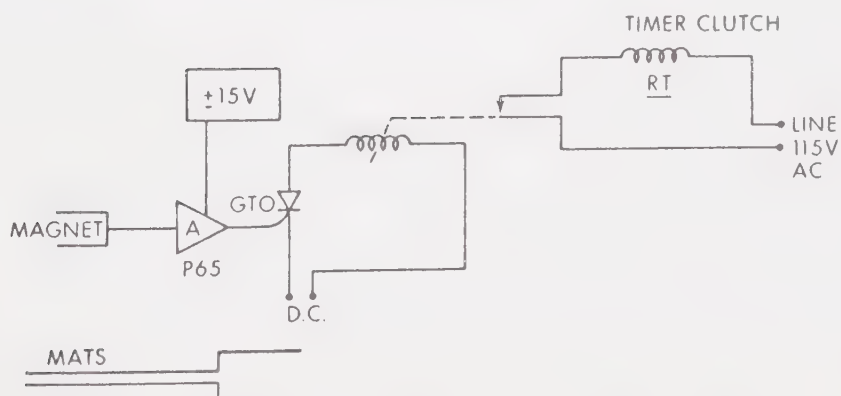 TIMER CLUTCH
RT
±15V
LINE
115V
AC
GTO
MAGNET
A
P65
D.C.
MATS